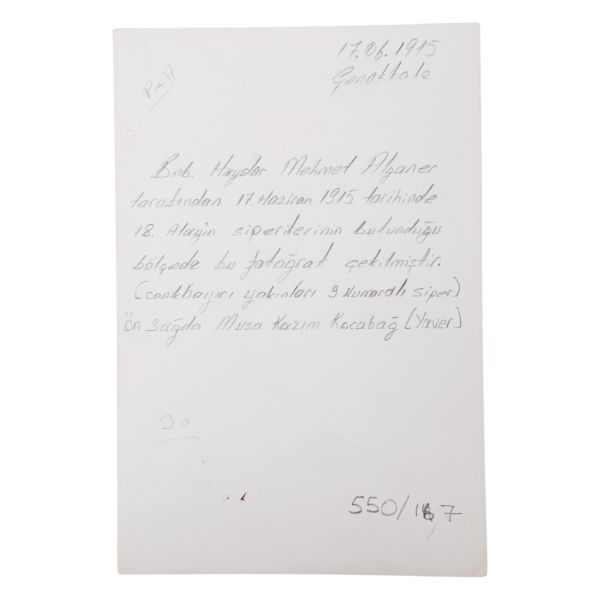 17.06.1915
Çanakkale
Bnb. Haydar Mehmet Alganer
tarafından 17 Haziran 1915 tarihinde
18. Alayın siperlerinin bulunduğu
bölgede bu fotoğraf çekilmiştir.
(conkbayırı yakınları 9 Numaralı siper)
Ön sağda Musa Kazım Kocabağ (Yaver)
30
550/167